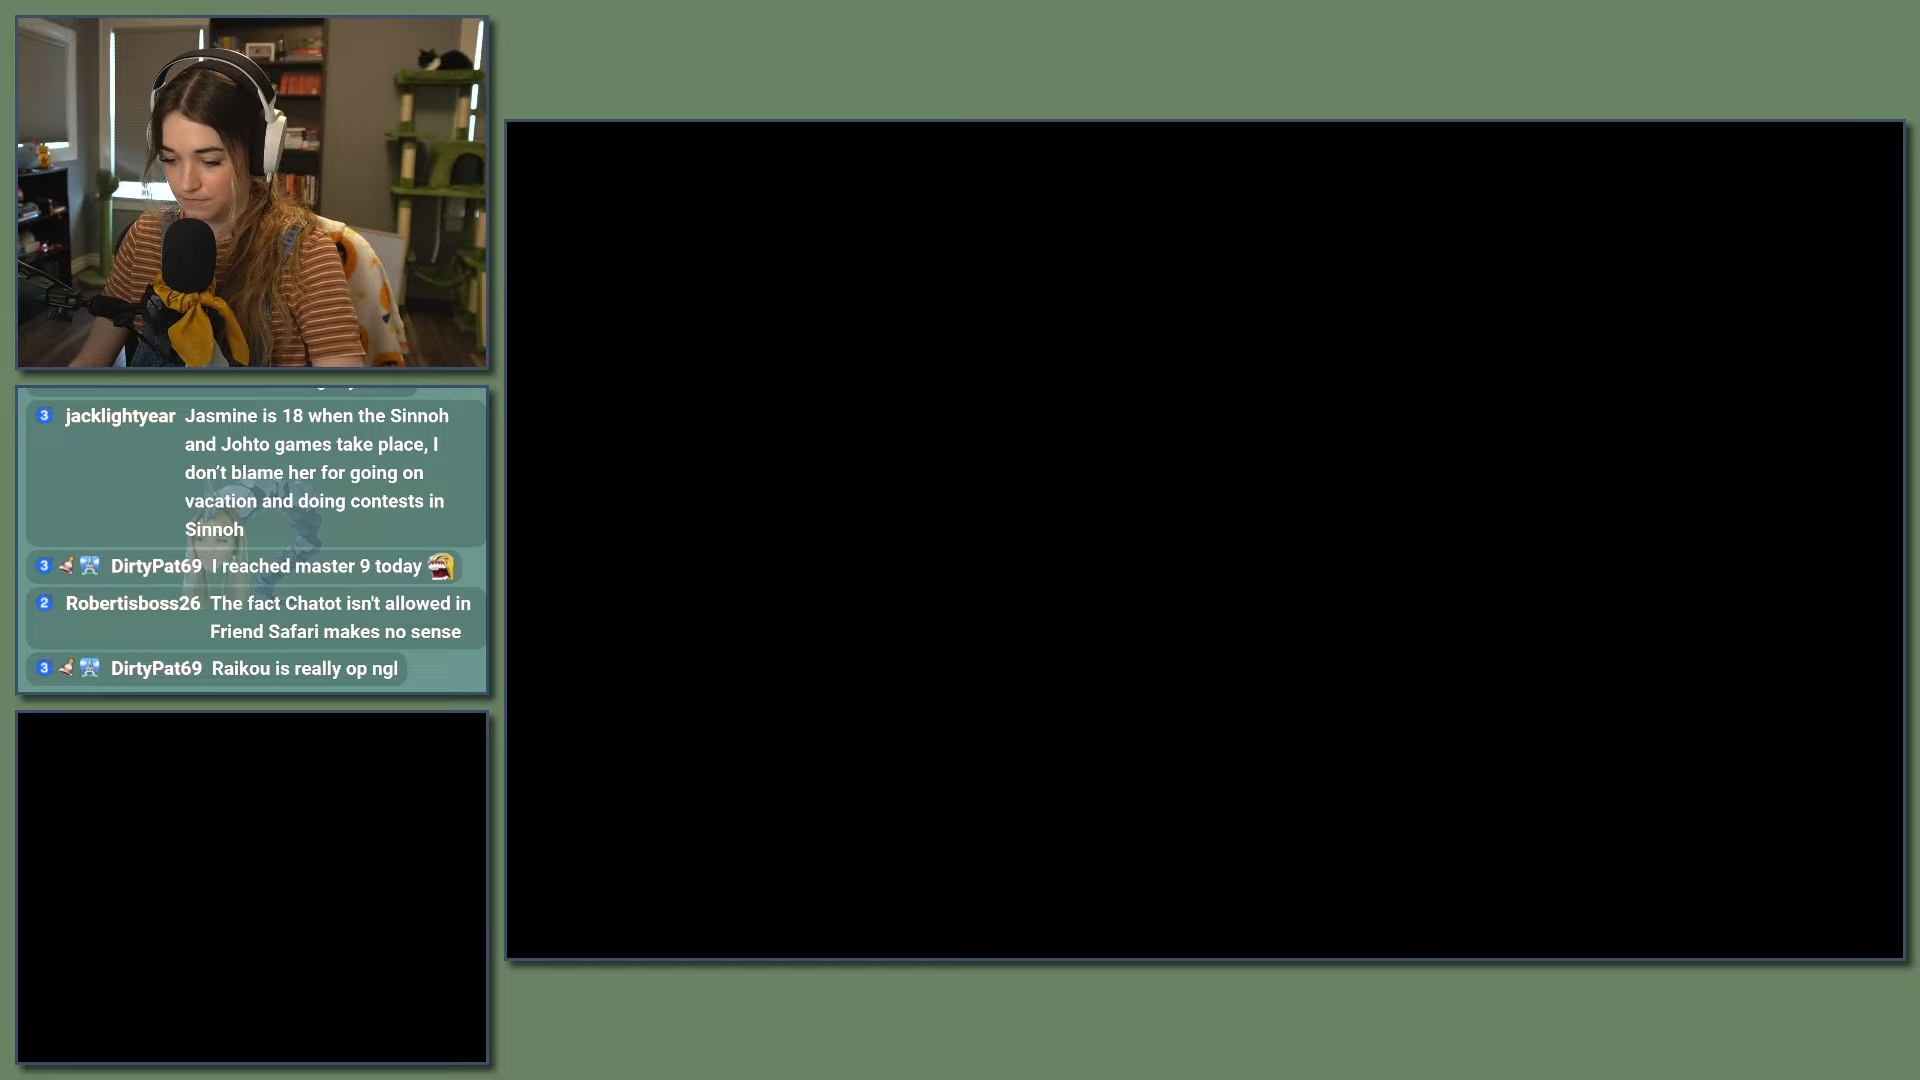 3 jacklightyear Jasmine is 18 when the Sinnoh
and Johto games take place, I
don’t blame her for going on
vacation and doing contests in
Sinnoh
3 DirtyPat69 I reached master 9 today
2 Robertisboss26 The fact Chatot isn't allowed in
Friend Safari makes no sense
3 DirtyPat69 Raikou is really op ngl